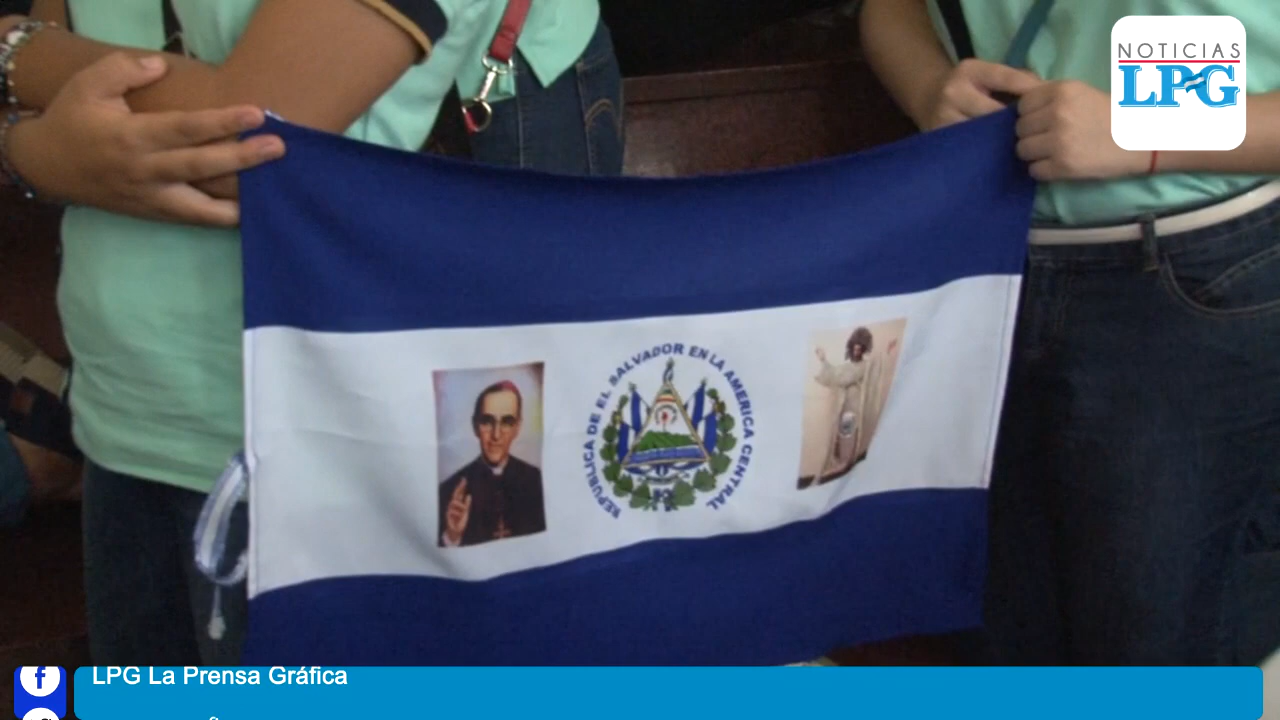 NOTICIAS
LPG
REPUBLICA DE EL SALVADOR EN LA AMERICA CENTRAL
LPG La Prensa Gráfica